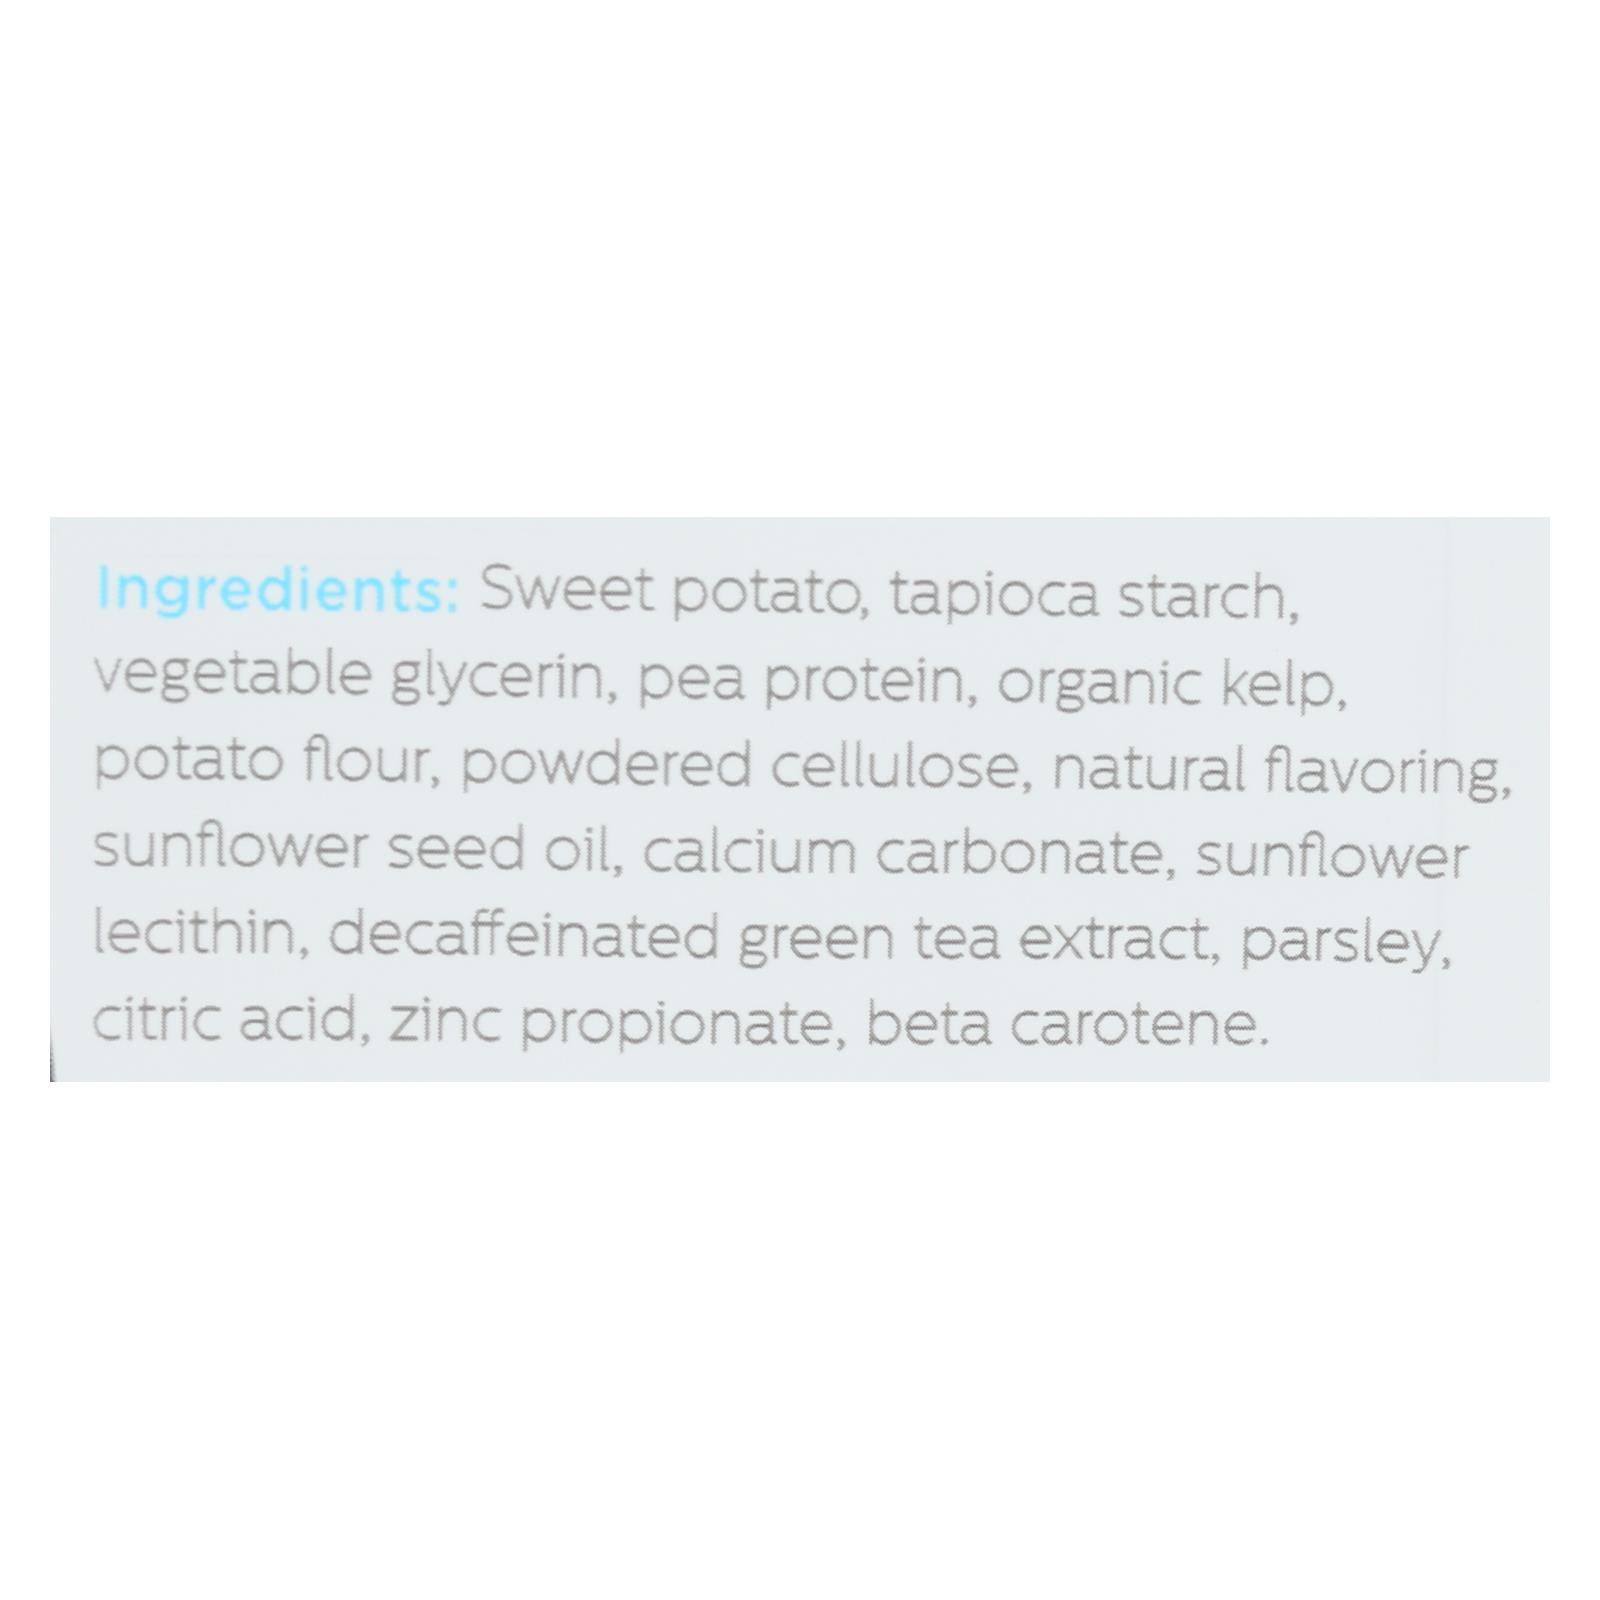 Ingredients: Sweet potato, tapioca starch,
vegetable glycerin, pea protein, organic kelp,
potato flour, powdered cellulose, natural flavoring,
sunflower seed oil, calcium carbonate, sunflower
lecithin, decaffeinated green tea extract, parsley,
citric acid, zinc propionate, beta carotene.